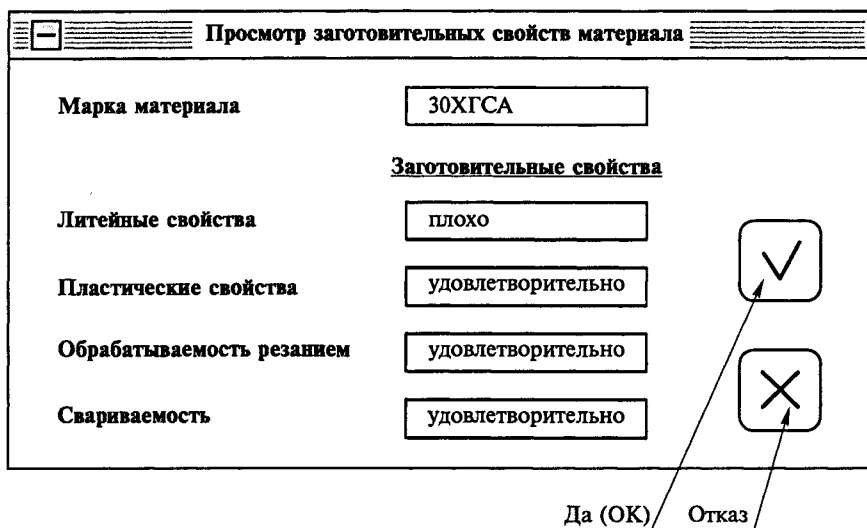 Просмотр заготовительных свойств материала
Марка материала 30ХГСА
Заготовительные свойства
Литейные свойства плохо
Пластические свойства удовлетворительно
Обрабатываемость резанием удовлетворительно
Свариваемость удовлетворительно
Да (ОК) Отказ